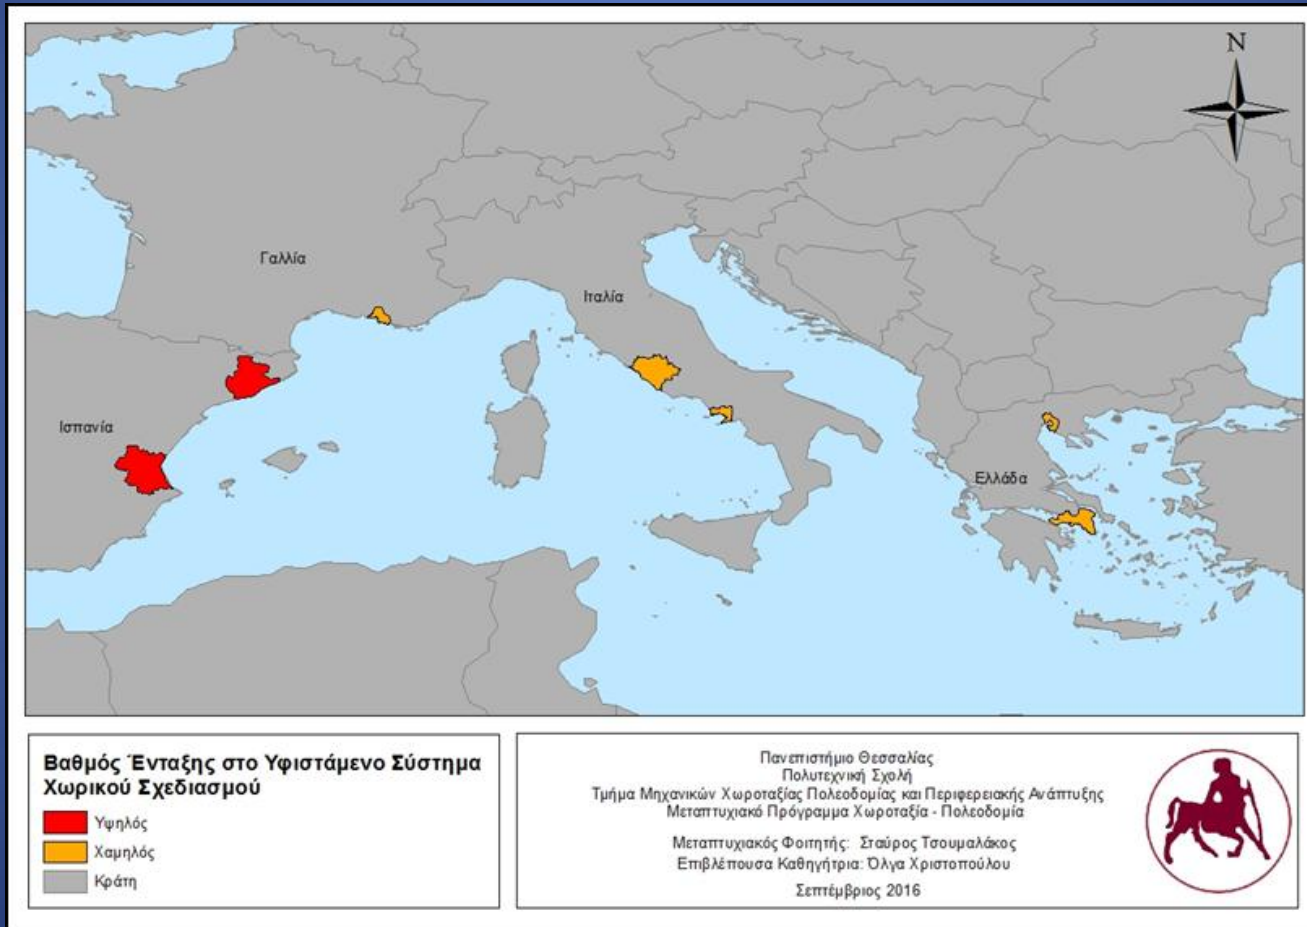 N
Γαλλία
Ιταλία
Ισπανία
Ελλάδα
Βαθμός Ένταξης στο Υφιστάμενο Σύστημα
Χωρικού Σχεδιασμού
Υψηλός
Χαμηλός
Κράτη
Πανεπιστήμιο Θεσσαλίας
Πολυτεχνική Σχολή
Τμήμα Μηχανικών Χωροταξίας Πολεοδομίας και Περιφερειακής Ανάπτυξης
Μεταπτυχιακό Πρόγραμμα Χωροταξία - Πολεοδομία
Μεταπτυχιακός Φοιτητής: Σταύρος Τσουμαλάκος
Επιβλέπουσα Καθηγήτρια: Όλγα Χριστοπούλου
Σεπτέμβριος 2016